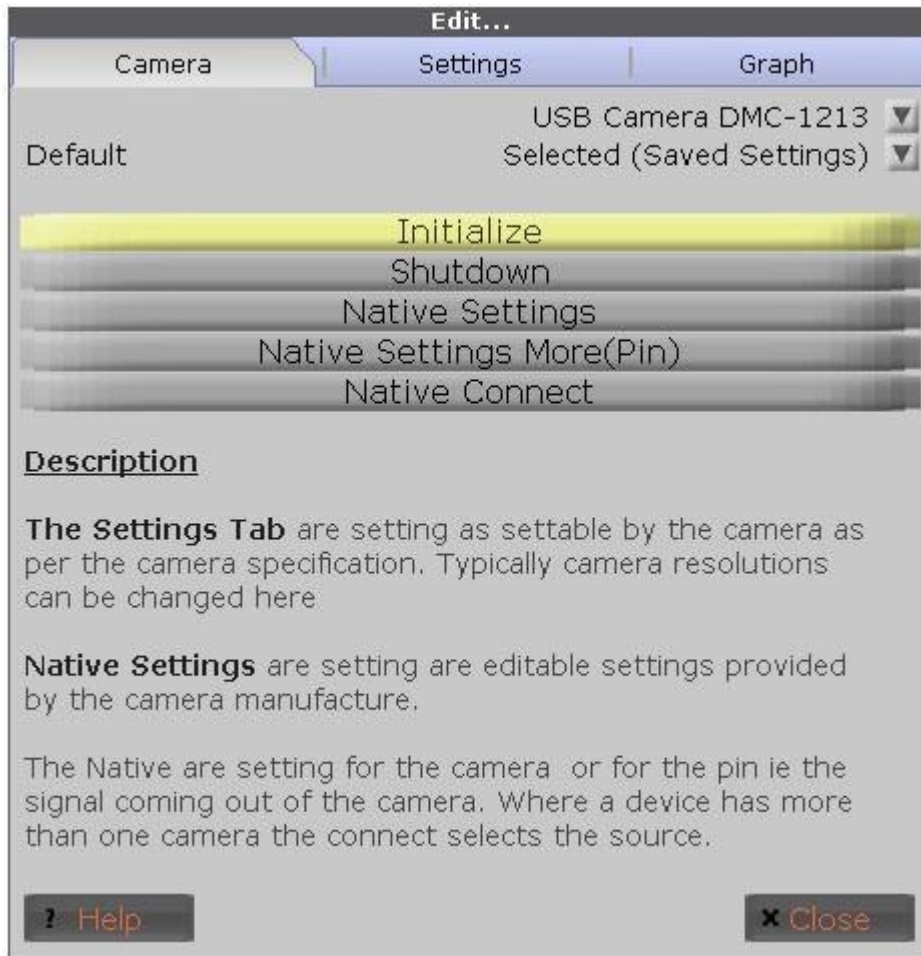 Edit...
Camera Settings Graph
USB Camera DMC-1213
Default Selected (Saved Settings)
Initialize
Shutdown
Native Settings
Native Settings More(Pin)
Native Connect
Description
The Settings Tab are setting as settable by the camera as
per the camera specification. Typically camera resolutions
can be changed here
Native Settings are setting are editable settings provided
by the camera manufacture.
The Native are setting for the camera or for the pin ie the
signal coming out of the camera. Where a device has more
than one camera the connect selects the source.
? Help x Close